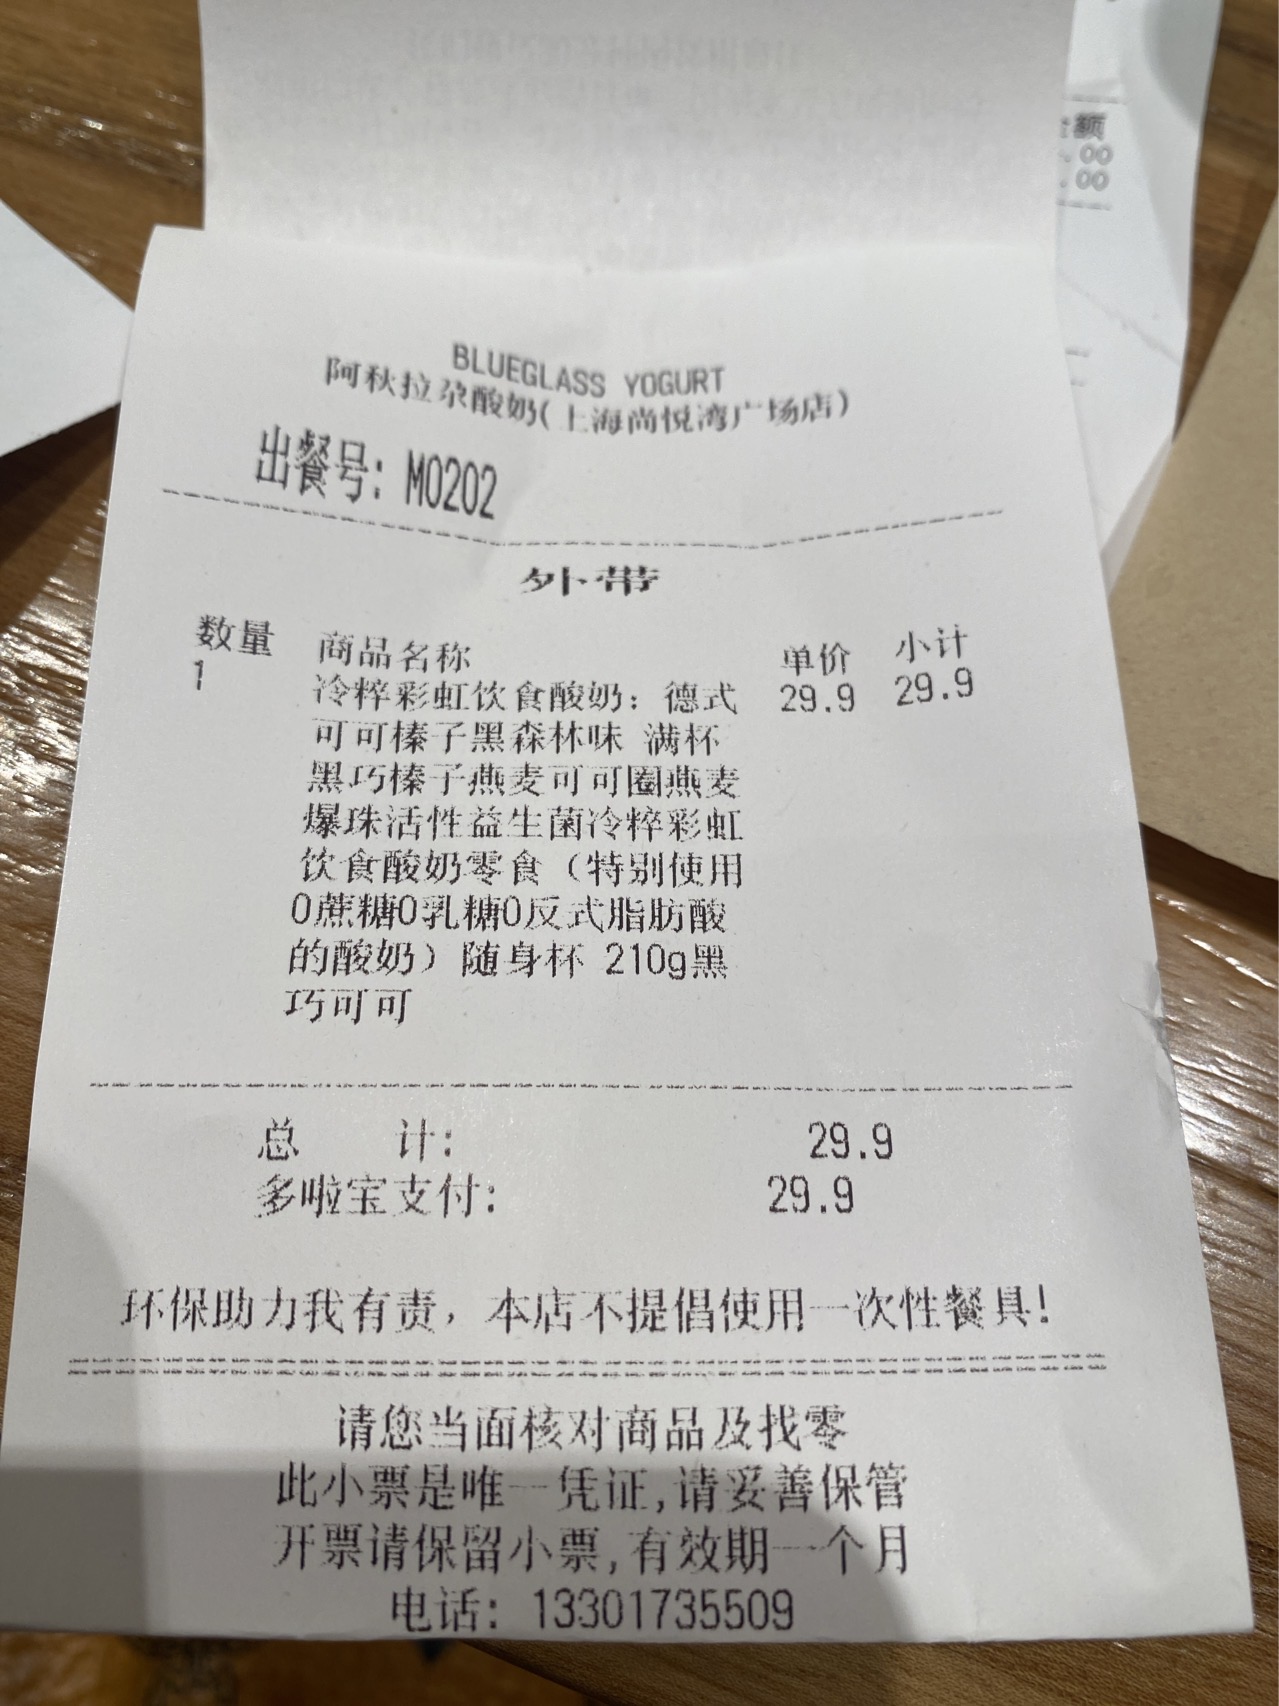 额
.00
.00
BLUEGLASS YOGURT
阿秋拉尕酸奶(上海尚悦湾广场店)
出餐号: M0202
外带
数量 商品名称 单价 小计
1 冷粹彩虹饮食酸奶: 德式 29.9 29.9
可可榛子黑森林味 满杯
黑巧榛子燕麦可可圈燕麦
爆珠活性益生菌冷粹彩虹
饮食酸奶零食（特别使用
0蔗糖0乳糖0反式脂肪酸
的酸奶）随身杯 210g黑
巧可可
总 计: 29.9
多啦宝支付: 29.9
环保助力我有责，本店不提倡使用一次性餐具!
请您当面核对商品及找零
此小票是唯一凭证,请妥善保管
开票请保留小票,有效期一个月
电话: 13301735509